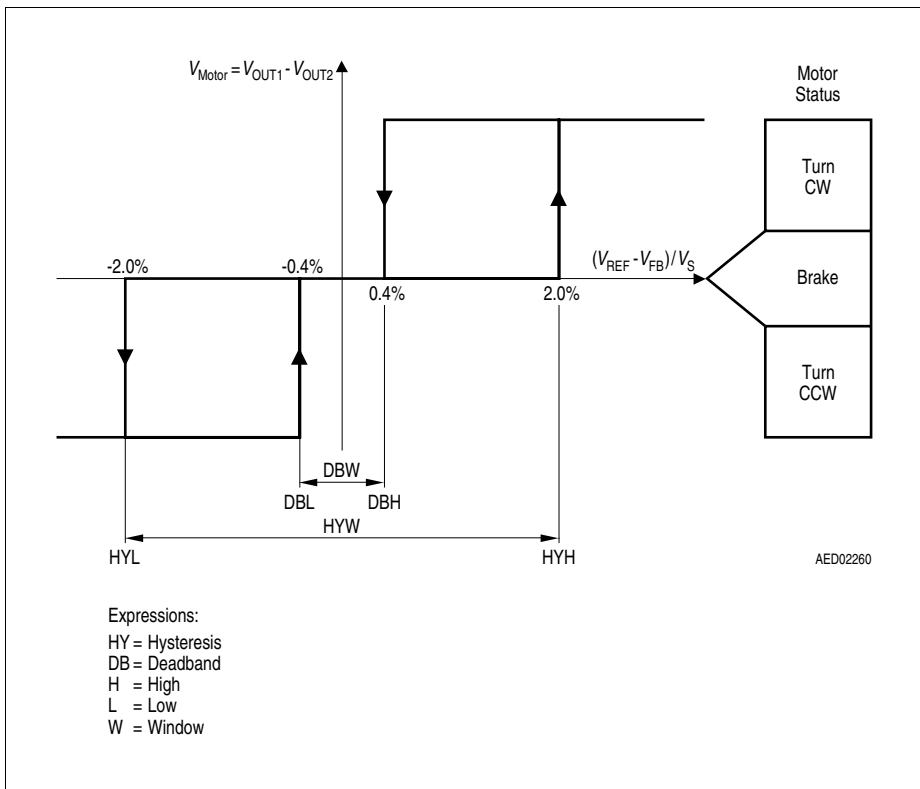 V_Motor = V_OUT1 - V_OUT2
Motor
Status
Turn
CW
-2.0%
-0.4%
(V_REF - V_FB) / V_S
Brake
0.4%
2.0%
Turn
CCW
DBW
DBL
DBH
HYW
HYL
HYH
AED02260
Expressions:
HY = Hysteresis
DB = Deadband
H = High
L = Low
W = Window